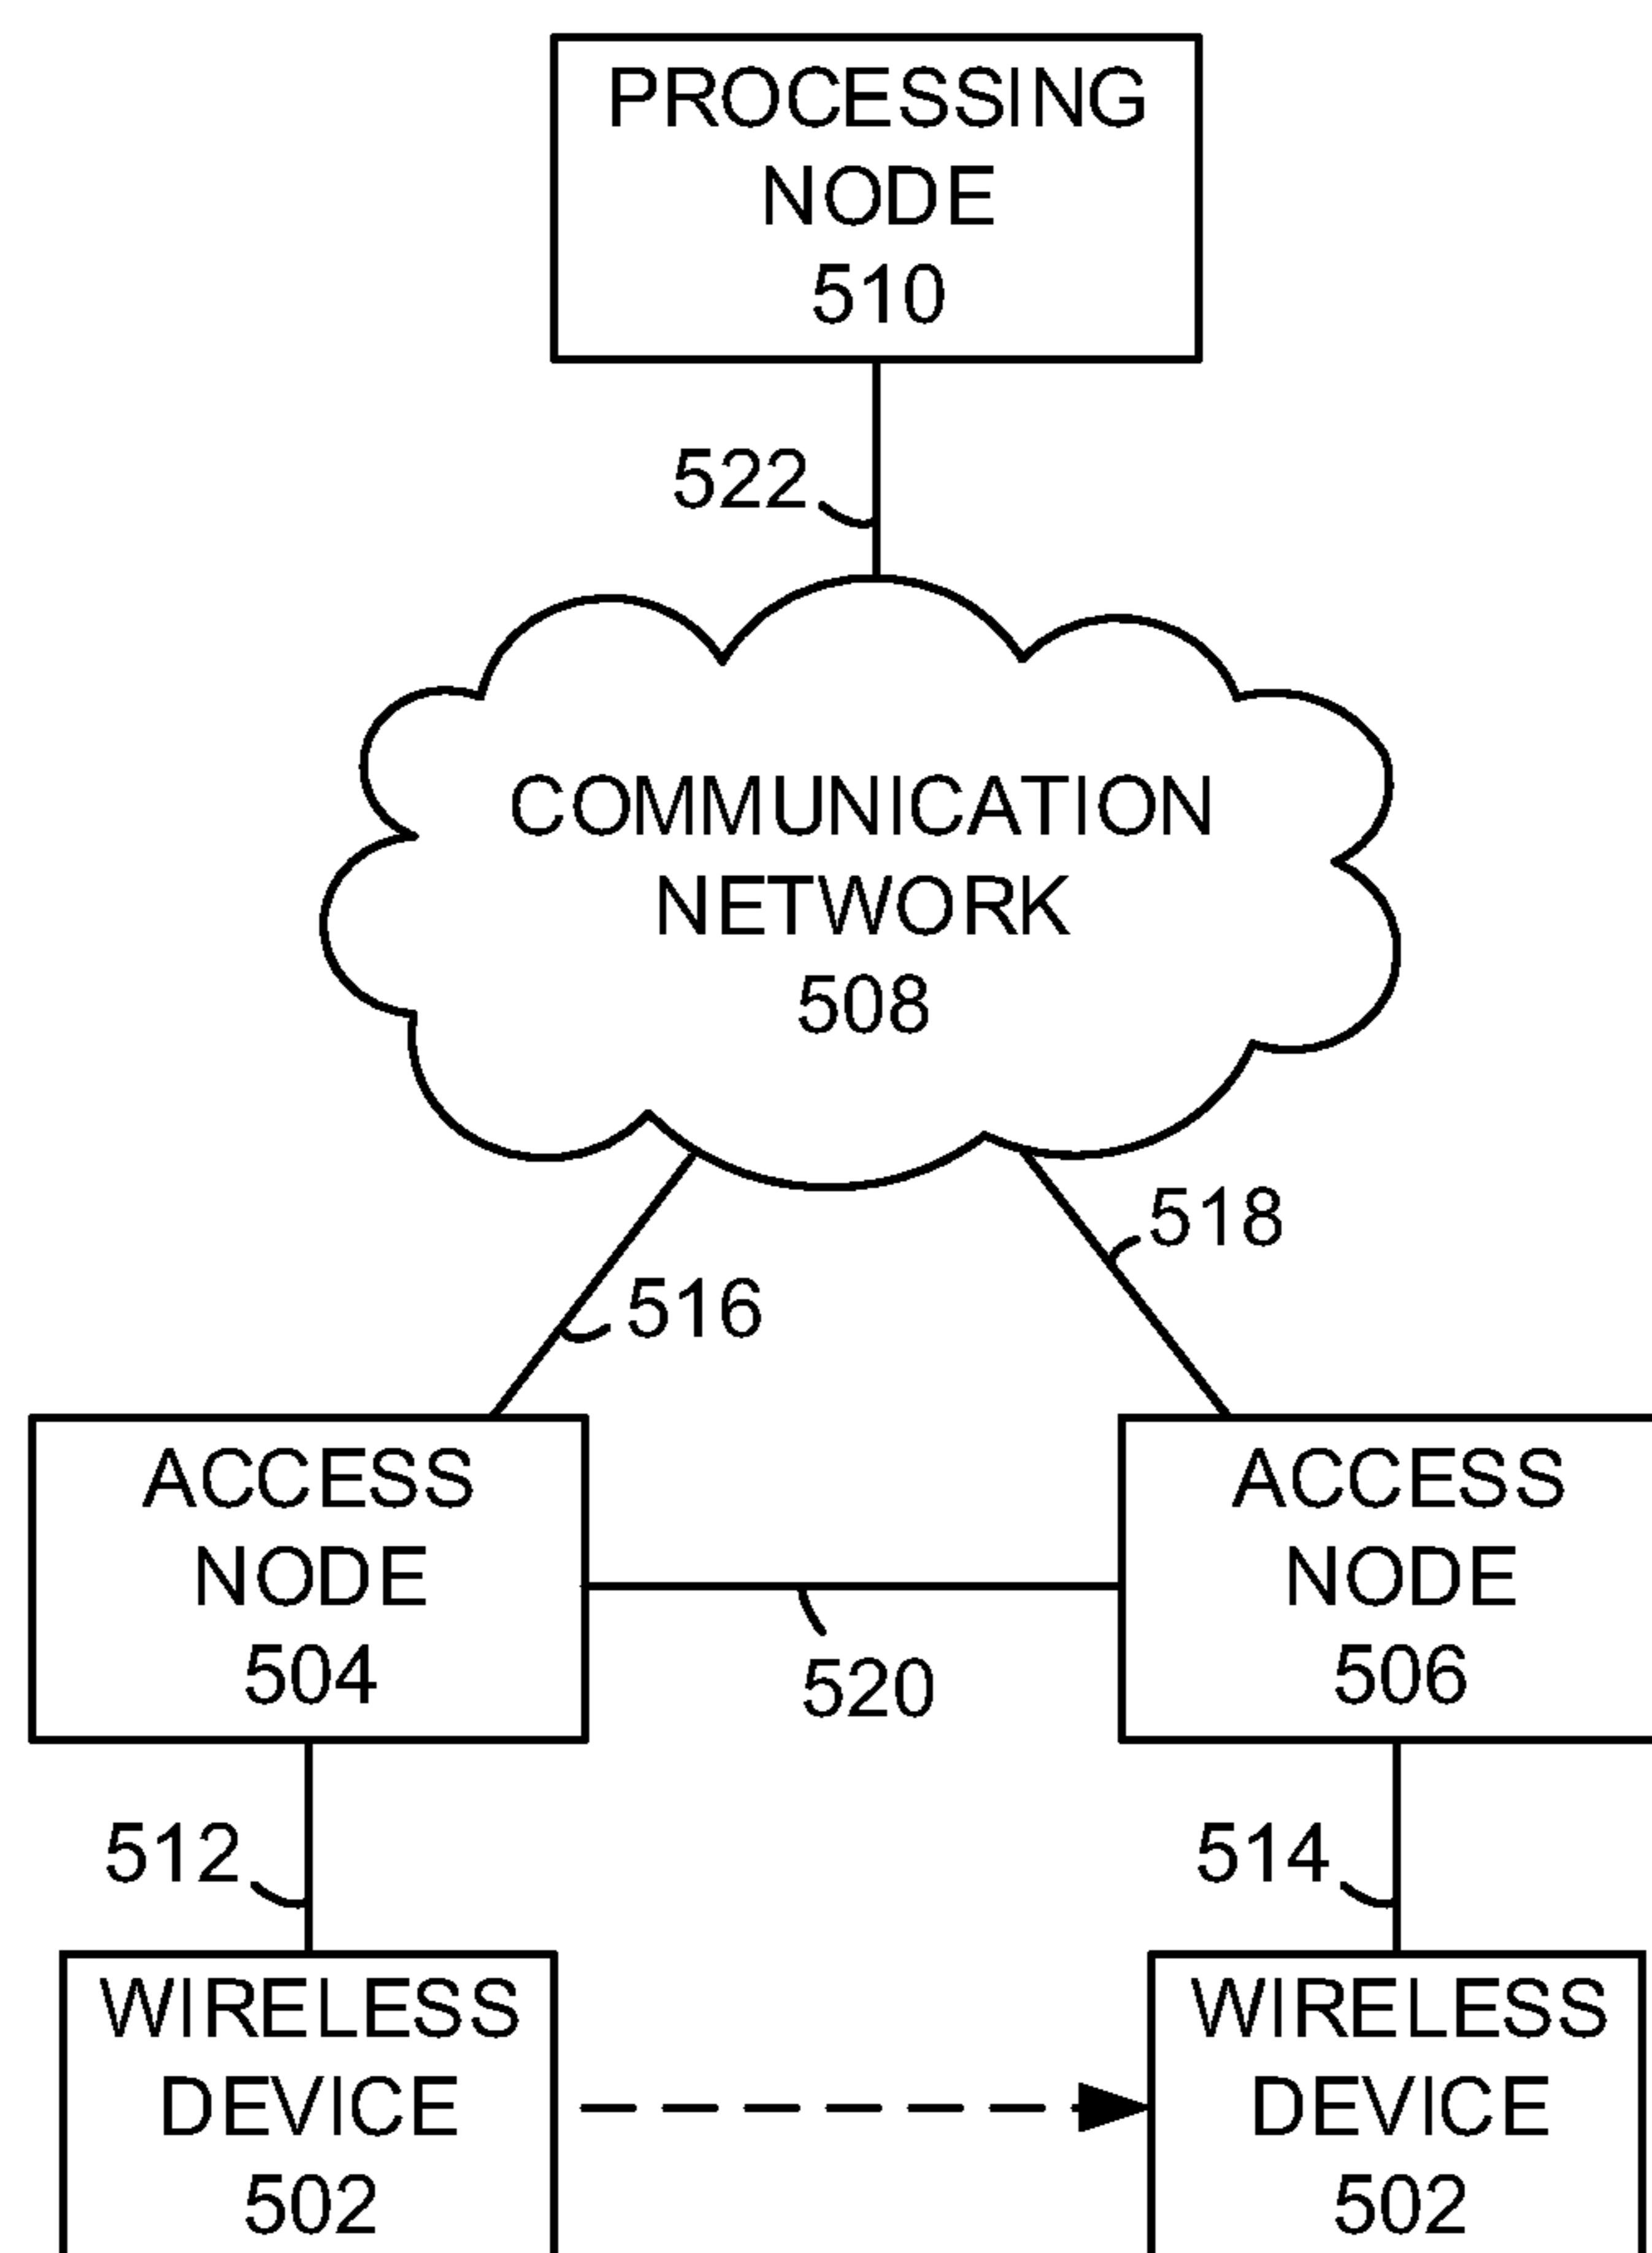 PROCESSING
NODE
510
522
COMMUNICATION
NETWORK
508
518
516
ACCESS
NODE
504
ACCESS
NODE
506
520
512
514
WIRELESS
DEVICE
502
WIRELESS
DEVICE
502